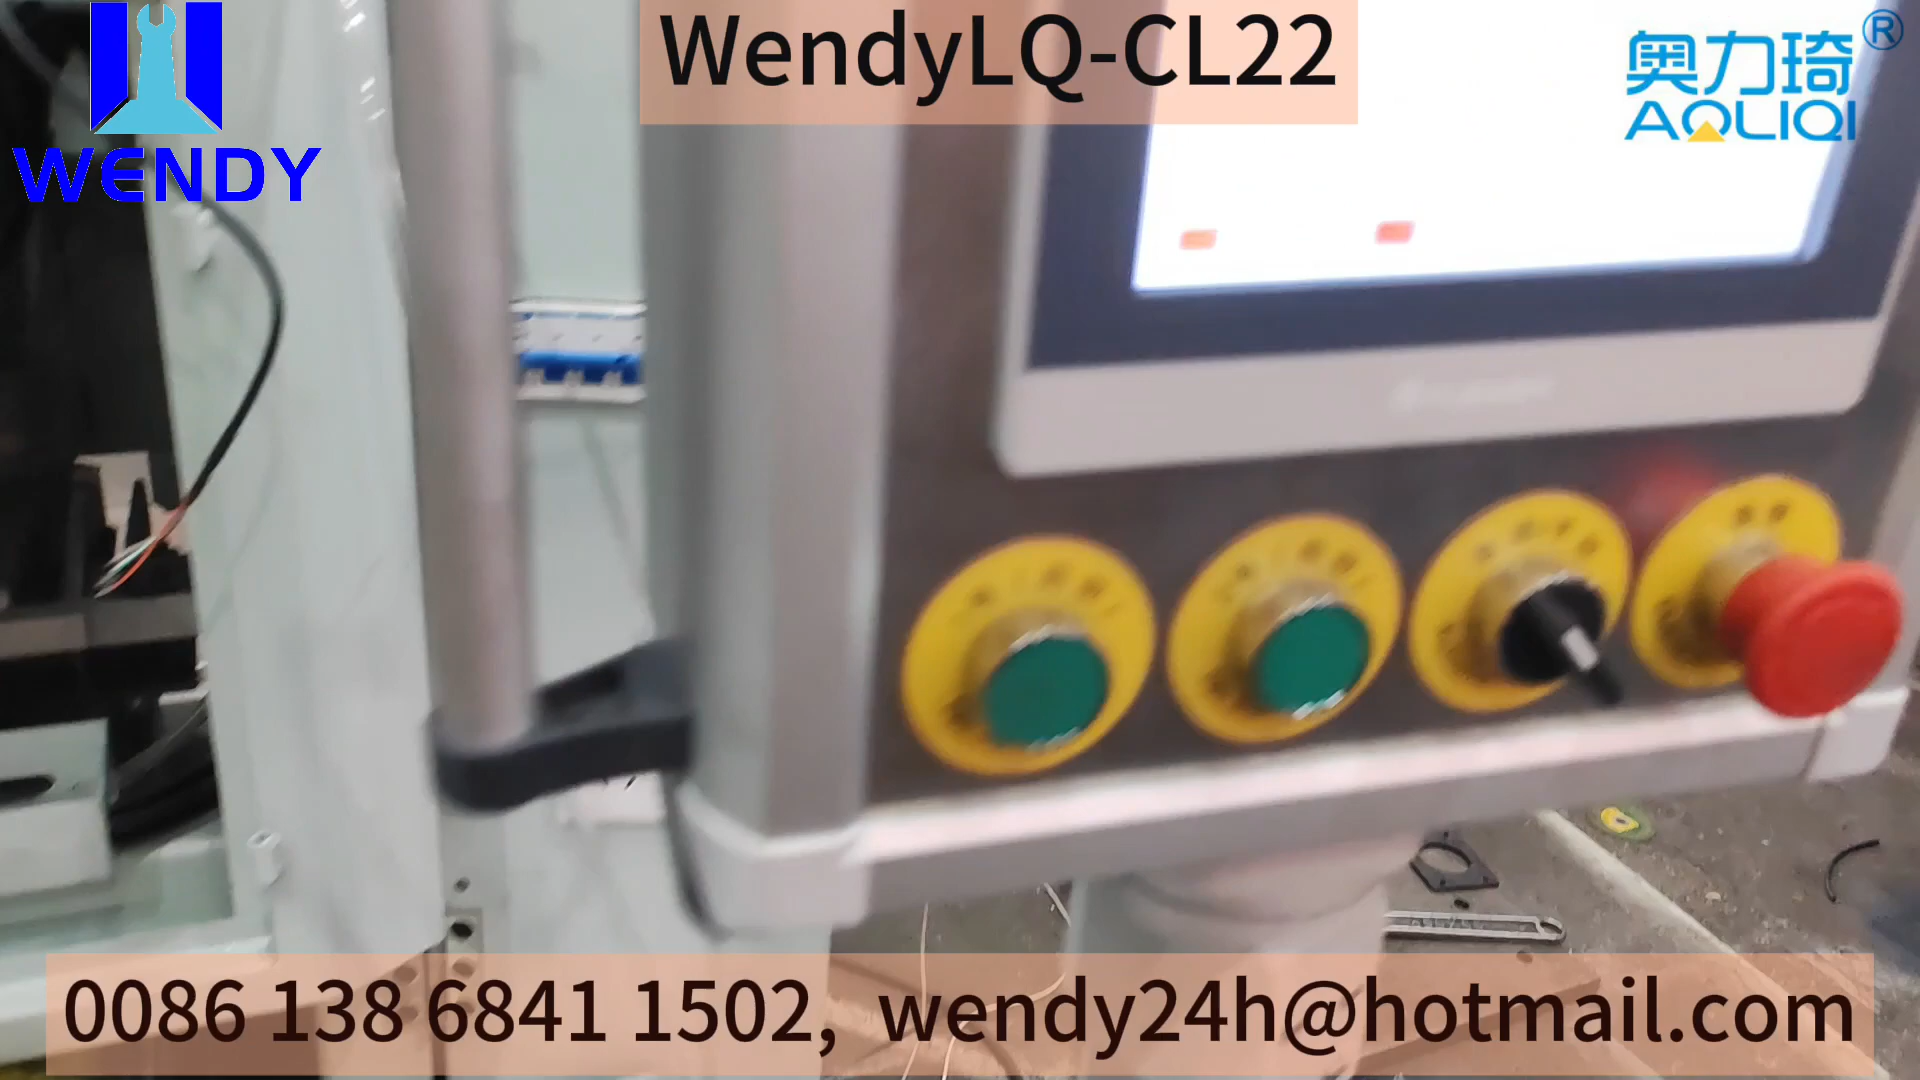 WENDY
WendyLQ-CL22
奥力琦®
AOLIQI
0086 138 6841 1502, wendy24h@hotmail.com